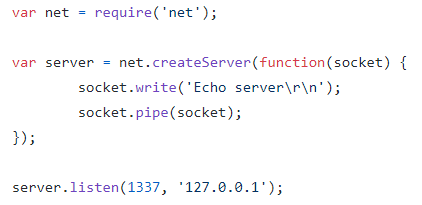 var net = require('net');

var server = net.createServer(function(socket) {
        socket.write('Echo server\r\n');
        socket.pipe(socket);
});

server.listen(1337, '127.0.0.1');